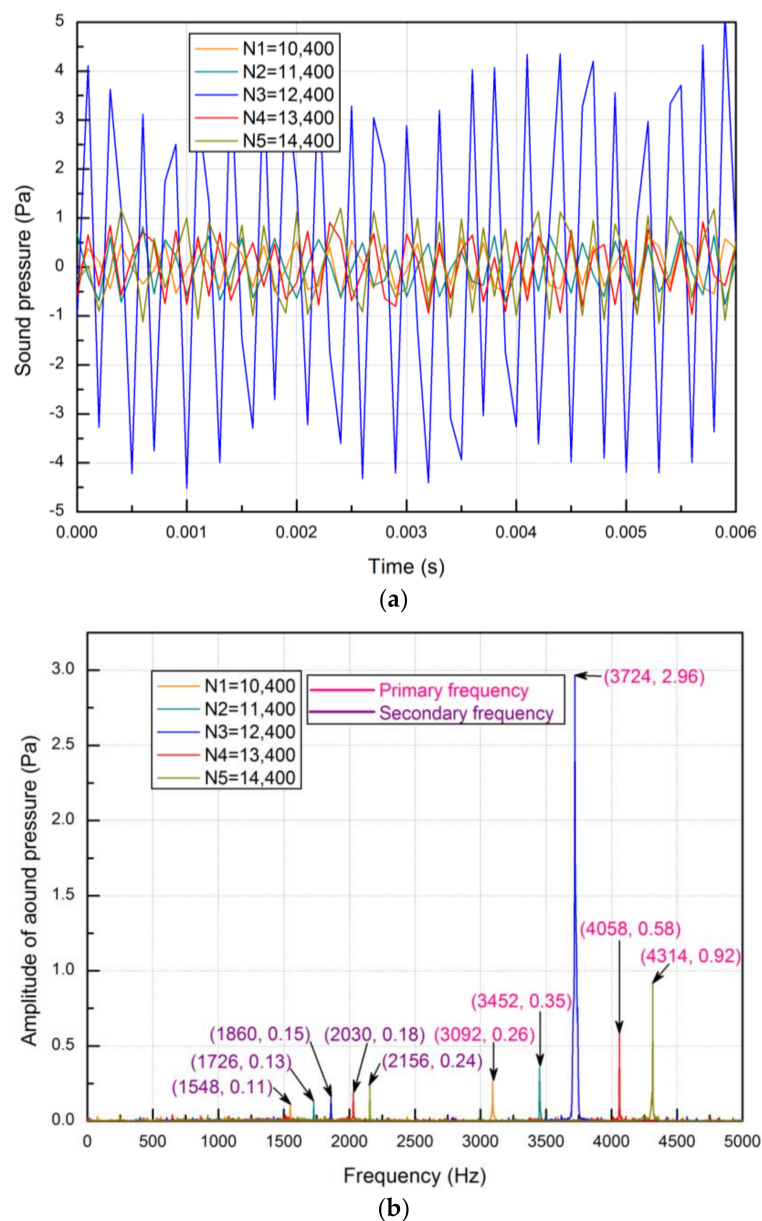 5
4
3
2
1
0
-1
-2
-3
-4
-5
Sound pressure (Pa)
N1=10,400
N2=11,400
N3=12,400
N4=13,400
N5=14,400
0.000 0.001 0.002 0.003 0.004 0.005 0.006
Time (s)
(a)
3.0
2.5
2.0
1.5
1.0
0.5
0.0
Amplitude of aound pressure (Pa)
N1=10,400
N2=11,400
N3=12,400
N4=13,400
N5=14,400
Primary frequency
Secondary frequency
(3724, 2.96)
(4058, 0.58)
(4314, 0.92)
(3452, 0.35)
(1860, 0.15)
(2030, 0.18)
(3092, 0.26)
(1726, 0.13)
(2156, 0.24)
(1548, 0.11)
0 500 1000 1500 2000 2500 3000 3500 4000 4500 5000
Frequency (Hz)
(b)